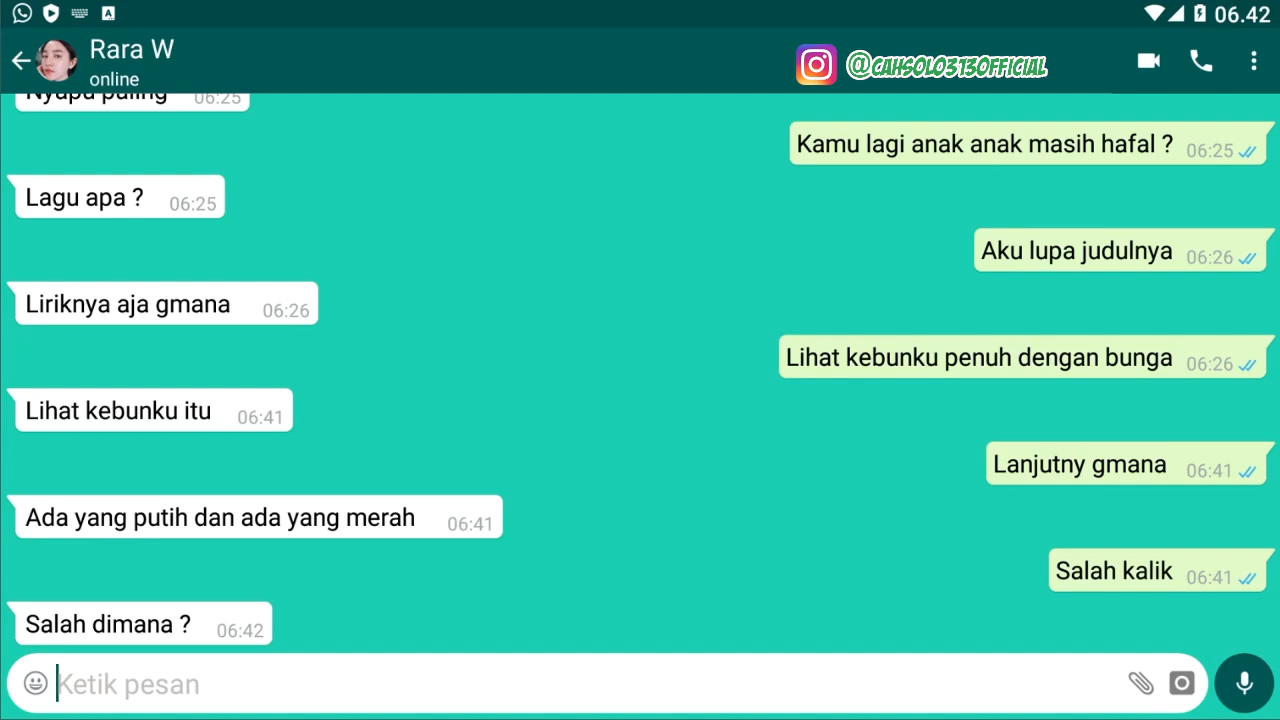 06.42
Rara W
online
@CAHSOLO3130FFICIAL
Nyapu paling 06:25
Kamu lagi anak anak masih hafal ? 06:25
Lagu apa ? 06:25
Aku lupa judulnya 06:26
Liriknya aja gmana 06:26
Lihat kebunku penuh dengan bunga 06:26
Lihat kebunku itu 06:41
Lanjutny gmana 06:41
Ada yang putih dan ada yang merah 06:41
Salah kalik 06:41
Salah dimana ? 06:42
Ketik pesan